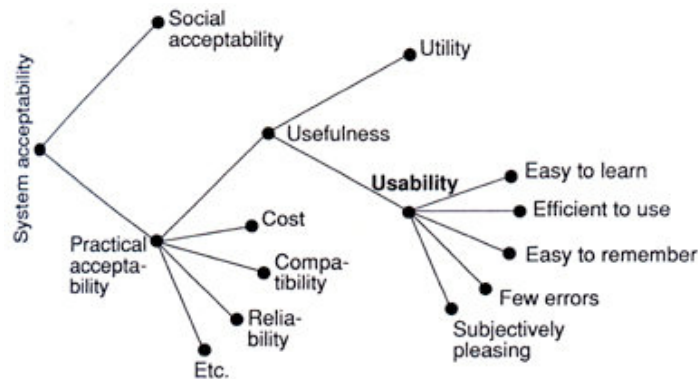 System acceptability
Social
acceptability
Practical
accepta-
bility
Usefulness
Cost
Compa-
tibility
Relia-
bility
Etc.
Utility
Usability
Easy to learn
Efficient to use
Easy to remember
Few errors
Subjectively
pleasing